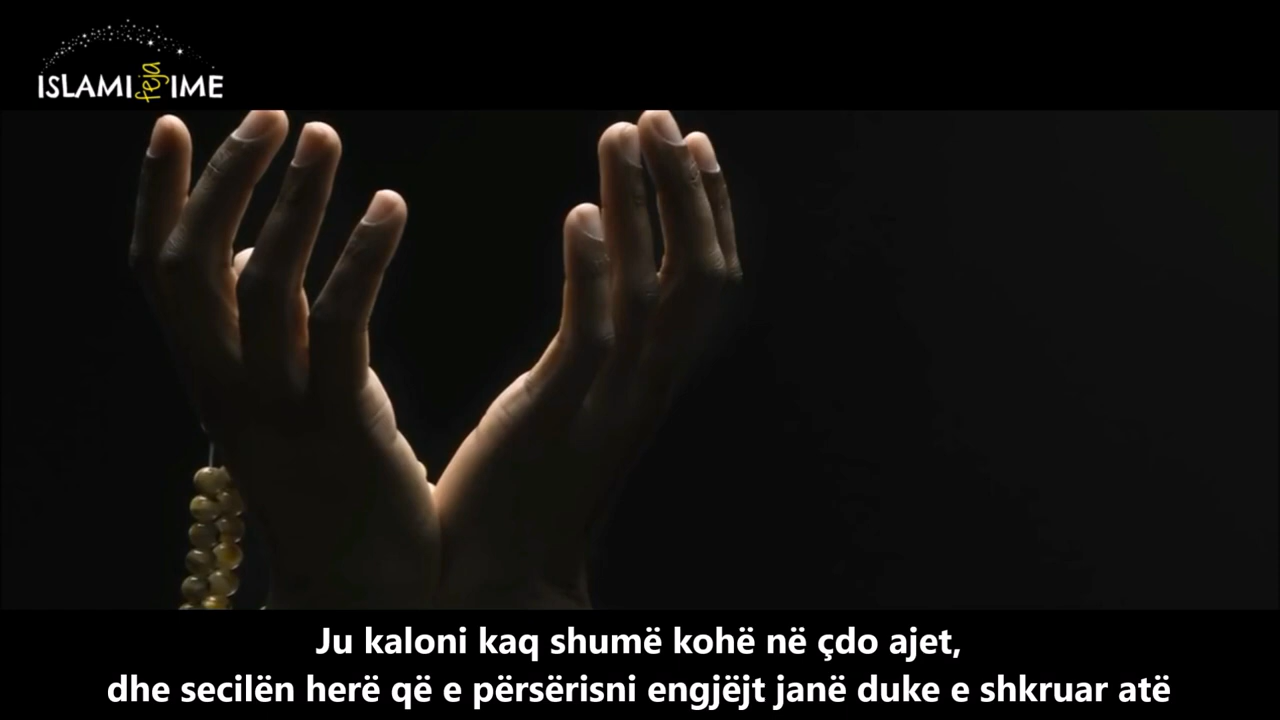 ISLAMI feja IME
Ju kaloni kaq shumë kohë në çdo ajet,
dhe secilën herë që e përsërisni engjëjt janë duke e shkruar atë